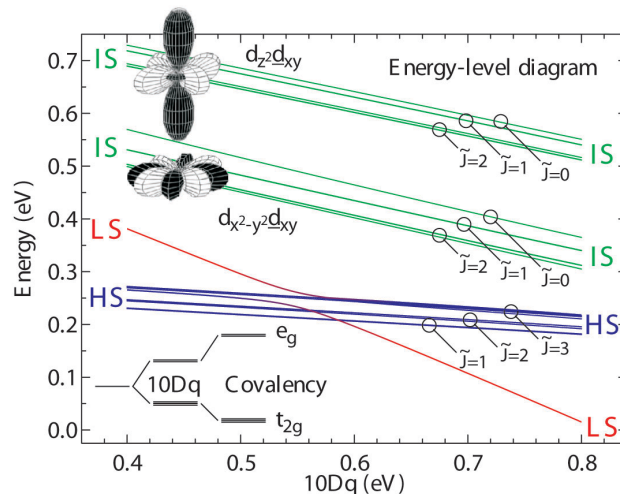 Energy-level diagram
d_z²d_xy
IS
IS
J̃=2
J̃=1
J̃=0
IS
IS
d_x²-y²d_xy
J̃=2
J̃=1
J̃=0
LS
HS
HS
J̃=1
J̃=2
J̃=3
LS
e_g
10Dq Covalency
t_2g
0.7
0.6
0.5
0.4
0.3
0.2
0.1
0.0
Energy (eV)
0.4
0.5
0.6
0.7
0.8
10Dq (eV)